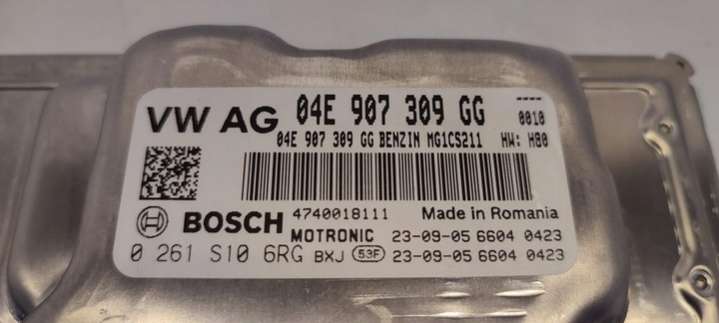 VW AG 04E 907 309 GG ----
04E 907 309 GG BENZIN MG1CS211 0010
HW: H80
BOSCH 4740018111 Made in Romania
MOTRONIC 23-09-05 6604 0423
0 261 S10 6RG BXJ 53F 23-09-05 6604 0423